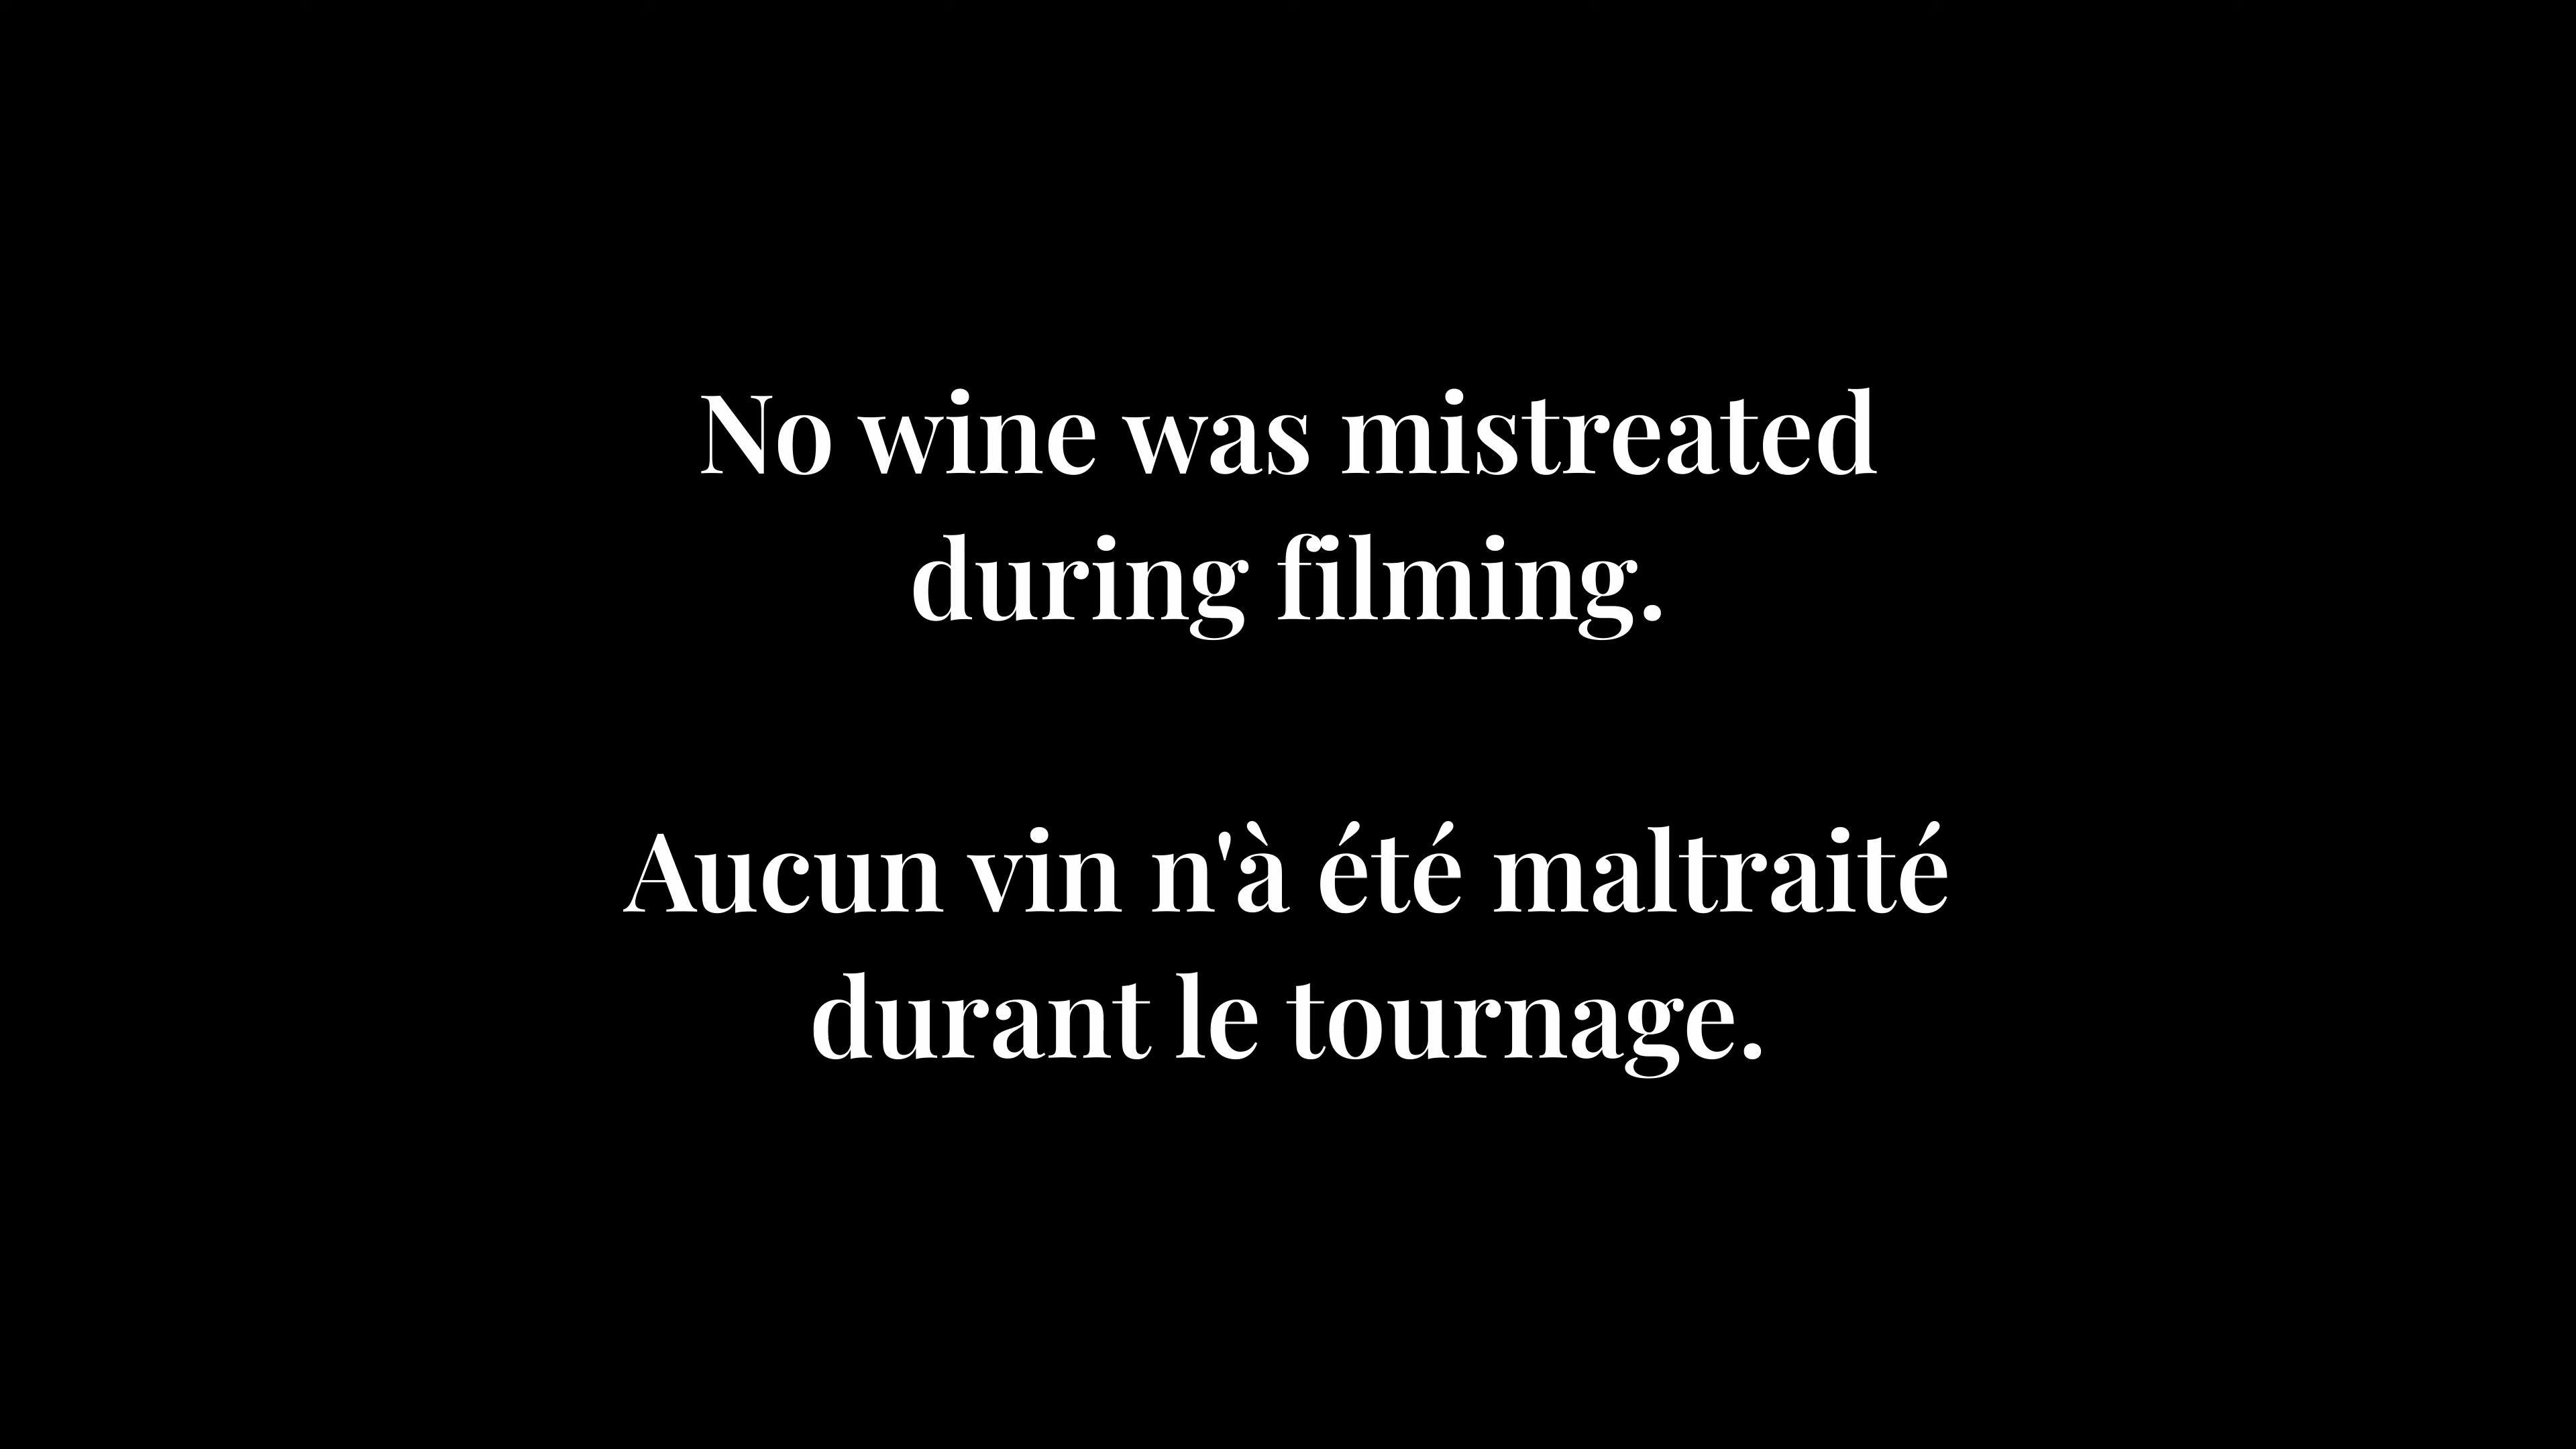 No wine was mistreated
during filming.
Aucun vin n'à été maltraité
durant le tournage.